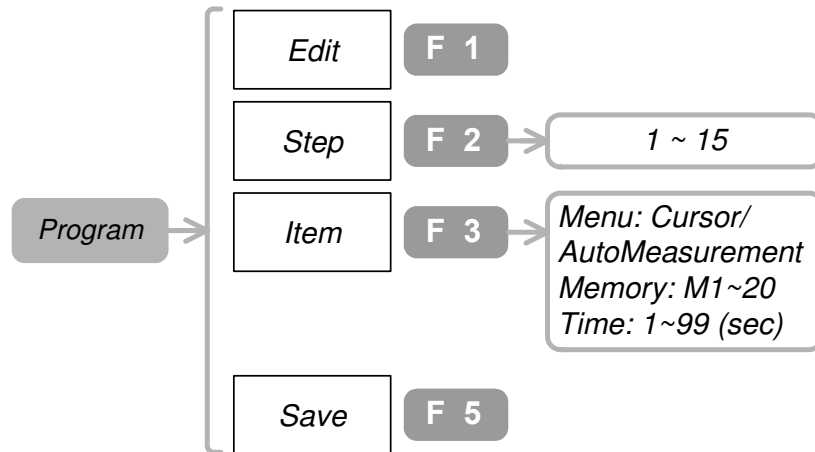 Edit F 1
Step F 2 1 ~ 15
Program
Item F 3
Menu: Cursor/
AutoMeasurement
Memory: M1~20
Time: 1~99 (sec)
Save F 5